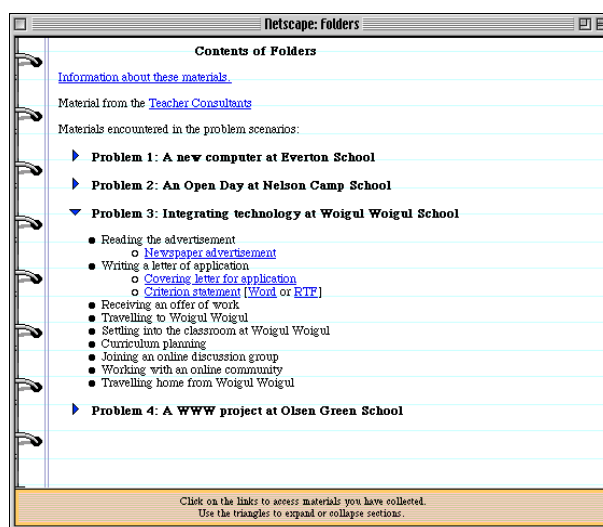 Netscape: Folders
Contents of Folders
Information about these materials.
Material from the Teacher Consultants
Materials encountered in the problem scenarios:
Problem 1: A new computer at Everton School
Problem 2: An Open Day at Nelson Camp School
Problem 3: Integrating technology at Woigul Woigul School
Reading the advertisement
Newspaper advertisement
Writing a letter of application
Covering letter for application
Criterion statement [Word or RTF]
Receiving an offer of work
Travelling to Woigul Woigul
Settling into the classroom at Woigul Woigul
Curriculum planning
Joining an online discussion group
Working with an online community
Travelling home from Woigul Woigul
Problem 4: A WWW project at Olsen Green School
Click on the links to access materials you have collected.
Use the triangles to expand or collapse sections.